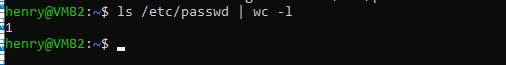 henry@VM82:~$ ls /etc/passwd | wc -l
1
henry@VM82:~$